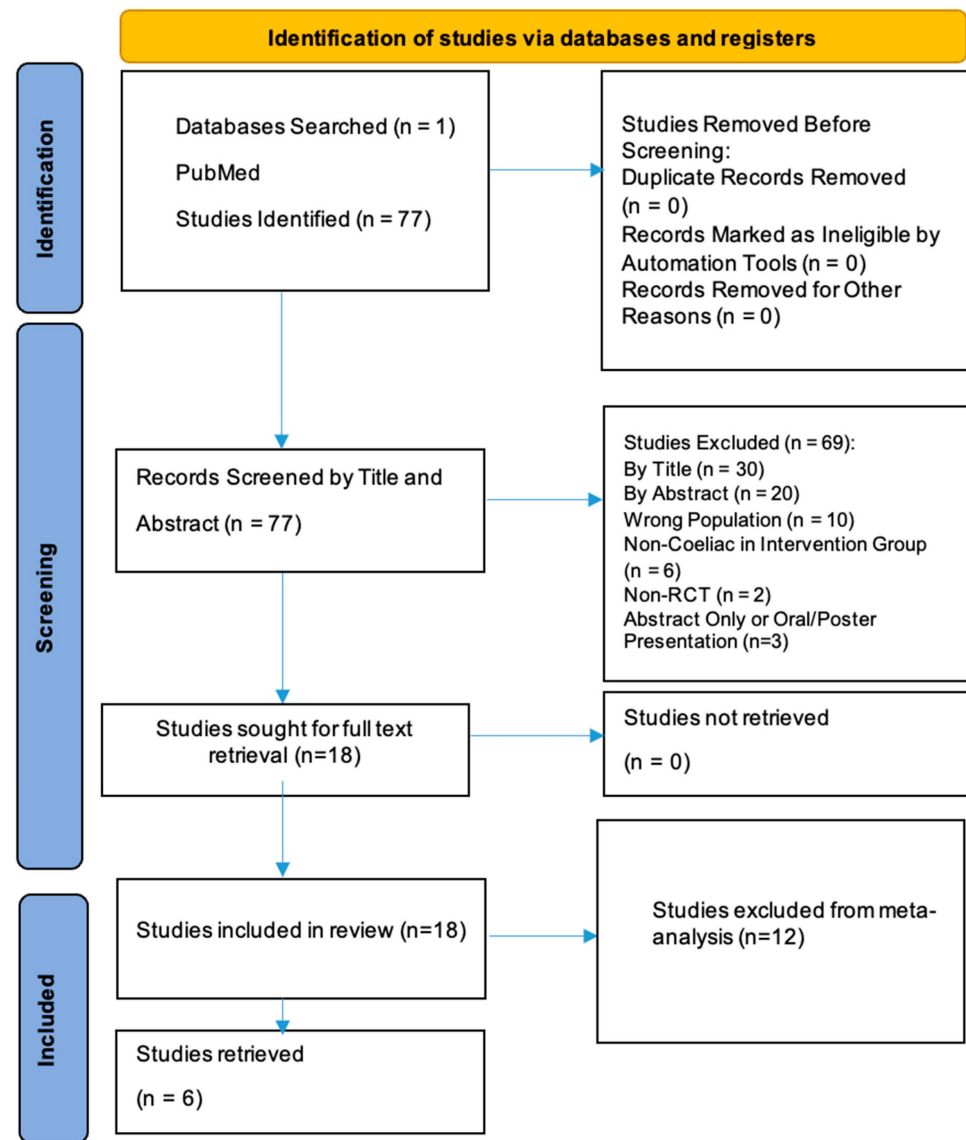 Identification of studies via databases and registers
Identification
Databases Searched (n = 1)
PubMed
Studies Identified (n = 77)
Studies Removed Before
Screening:
Duplicate Records Removed
(n = 0)
Records Marked as Ineligible by
Automation Tools (n = 0)
Records Removed for Other
Reasons (n = 0)
Screening
Records Screened by Title and
Abstract (n = 77)
Studies Excluded (n = 69):
By Title (n = 30)
By Abstract (n = 20)
Wrong Population (n = 10)
Non-Coeliac in Intervention Group
(n = 6)
Non-RCT (n = 2)
Abstract Only or Oral/Poster
Presentation (n=3)
Studies sought for full text
retrieval (n=18)
Studies not retrieved
(n = 0)
Included
Studies included in review (n=18)
Studies excluded from meta-
analysis (n=12)
Studies retrieved
(n = 6)